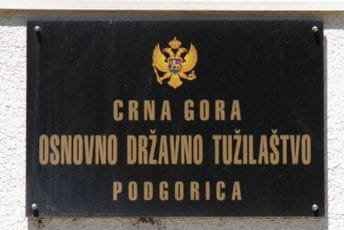 CRNA GORA
OSNOVNO DRŽAVNO TUŽILAŠTVO
PODGORICA